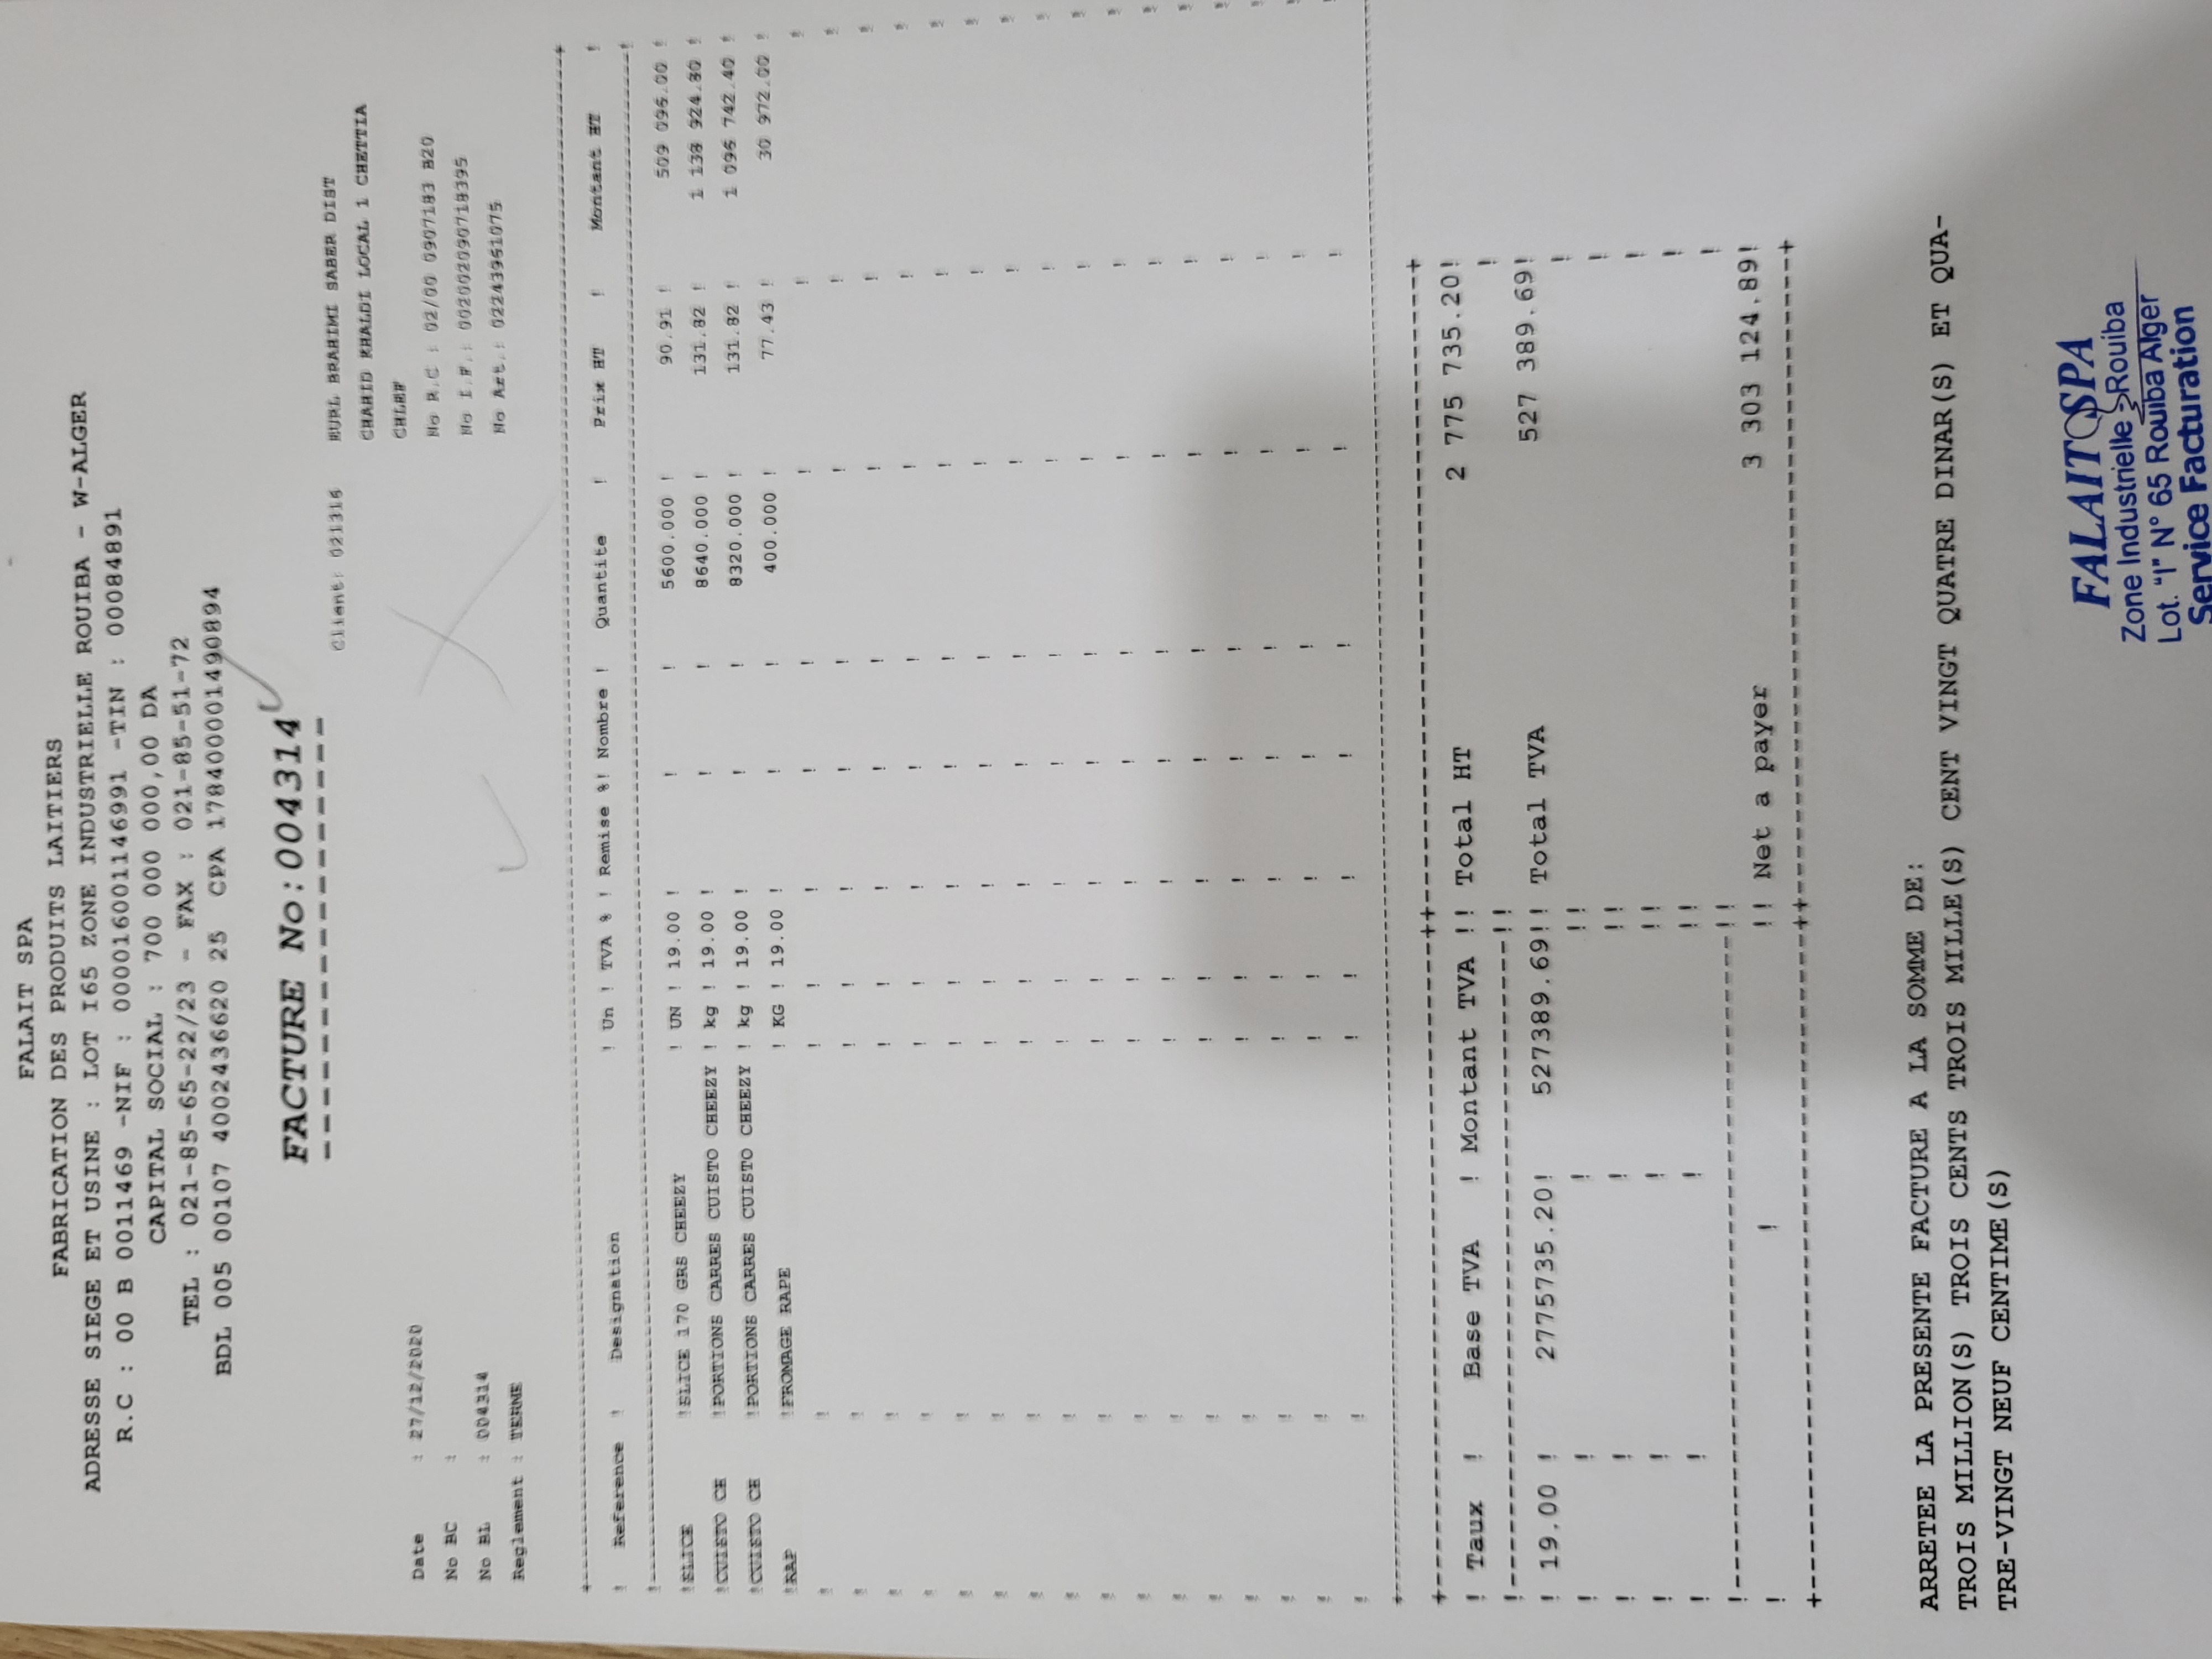 FALAIT SPA
FABRICATION DES PRODUITS LAITIERS
ADRESSE SIEGE ET USINE : LOT I65 ZONE INDUSTRIELLE ROUIBA - W-ALGER
R.C : 00 B 0011469 -NIF : 000016001146991 -TIN : 00084891
CAPITAL SOCIAL : 700 000 000,00 DA
TEL : 021-85-65-22/23 - FAX : 021-85-51-72
BDL 005 00107 4002436620 25 CPA 178400001490894
FACTURE No:004314
Client: 021316 EURL BRAHIMI SABER DIST
CHAHID KHALDI LOCAL 1 CHETTIA
CHLEF
Date : 27/12/2020
No R.C : 02/00 0907183 B20
No BC :
No I.F.: 002002090718395
No BL : 004314
No Art.: 02243961075
Reglement : TERME
! Reference ! Designation ! Un ! TVA % ! Remise %! Nombre ! Quantite ! Prix HT ! Montant HT !
!SLICE !SLICE 170 GRS CHEEZY ! UN ! 19.00 ! ! ! 5600.000 ! 90.91 ! 509 096.00 !
!CUISTO CE !PORTIONS CARRES CUISTO CHEEZY ! kg ! 19.00 ! ! ! 8640.000 ! 131.82 ! 1 138 924.80 !
!CUISTO CE !PORTIONS CARRES CUISTO CHEEZY ! kg ! 19.00 ! ! ! 8320.000 ! 131.82 ! 1 096 742.40 !
!RAP !FROMAGE RAPE ! KG ! 19.00 ! ! ! 400.000 ! 77.43 ! 30 972.00 !
! Taux ! Base TVA ! Montant TVA !! Total HT 2 775 735.20!
! 19.00 ! 2775735.20! 527389.69!! Total TVA 527 389.69!
! ! !! Net a payer 3 303 124.89!
ARRETEE LA PRESENTE FACTURE A LA SOMME DE:
TROIS MILLION(S) TROIS CENTS TROIS MILLE(S) CENT VINGT QUATRE DINAR(S) ET QUA-
TRE-VINGT NEUF CENTIME(S)
FALAIT SPA
Zone Industrielle - Rouiba
Lot. "I" N° 65 Rouiba Alger
Service Facturation